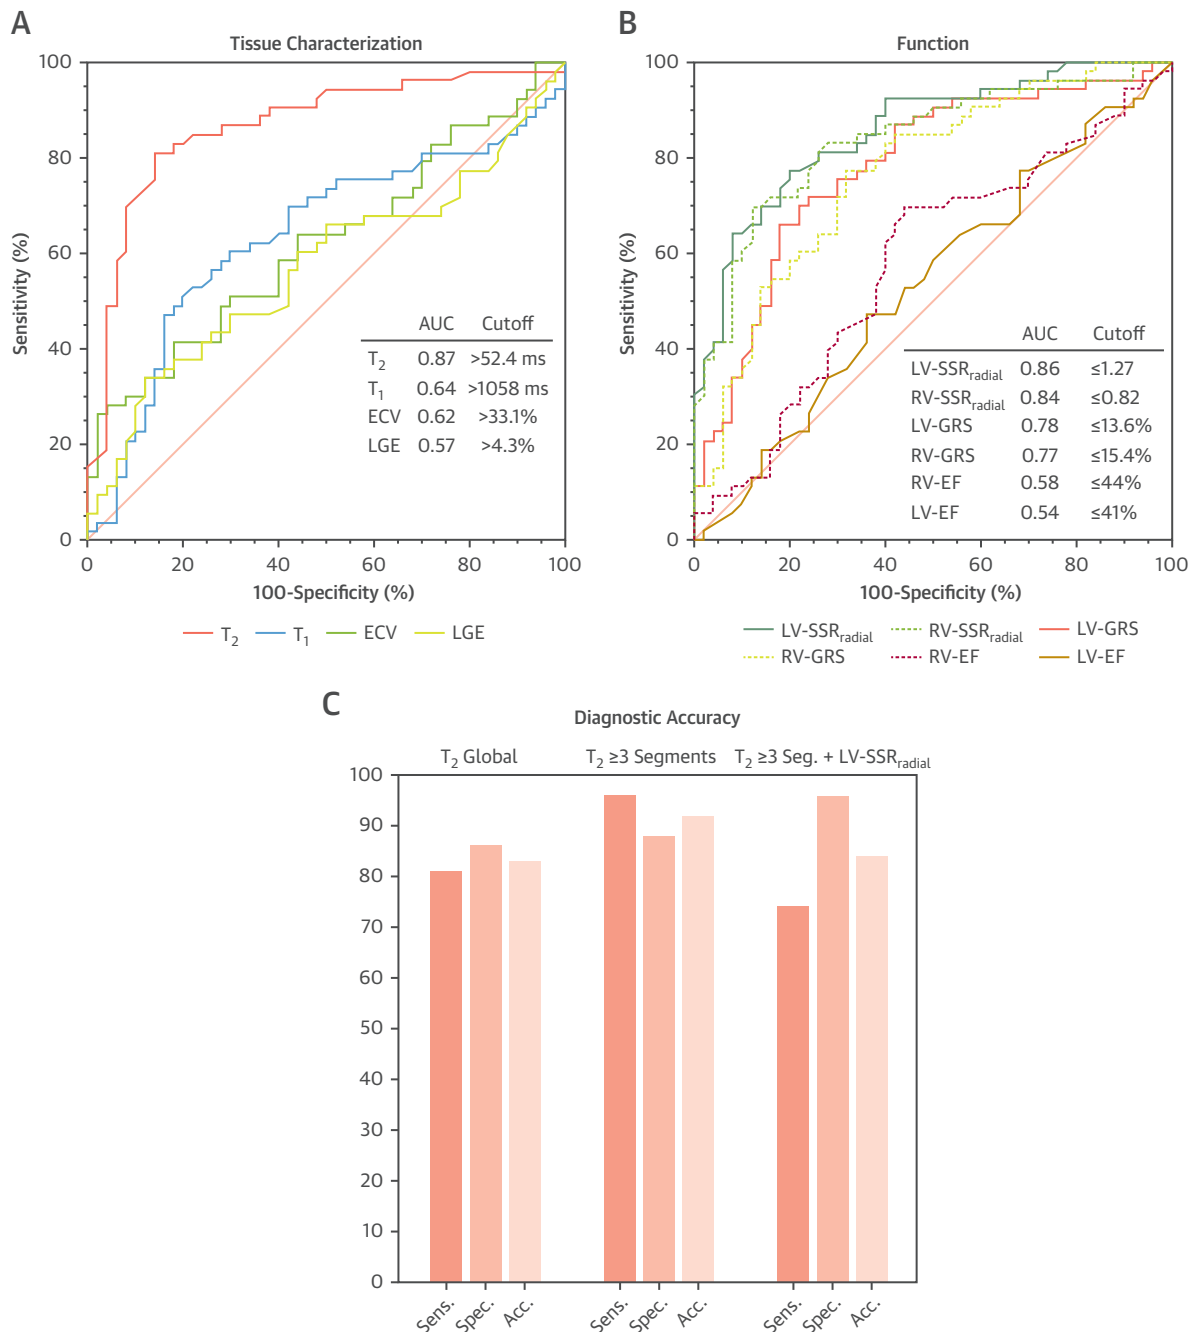 A
Tissue Characterization
100
80
60
40
20
0
Sensitivity (%)
0 20 40 60 80 100
100-Specificity (%)
AUC Cutoff
T2 0.87 >52.4 ms
T1 0.64 >1058 ms
ECV 0.62 >33.1%
LGE 0.57 >4.3%
T2 T1 ECV LGE
B
Function
100
80
60
40
20
0
Sensitivity (%)
0 20 40 60 80 100
100-Specificity (%)
AUC Cutoff
LV-SSRradial 0.86 ≤1.27
RV-SSRradial 0.84 ≤0.82
LV-GRS 0.78 ≤13.6%
RV-GRS 0.77 ≤15.4%
RV-EF 0.58 ≤44%
LV-EF 0.54 ≤41%
LV-SSRradial RV-SSRradial LV-GRS
RV-GRS RV-EF LV-EF
C
Diagnostic Accuracy
T2 Global T2 ≥3 Segments T2 ≥3 Seg. + LV-SSRradial
100
90
80
70
60
50
40
30
20
10
0
Sens. Spec. Acc. Sens. Spec. Acc. Sens. Spec. Acc.